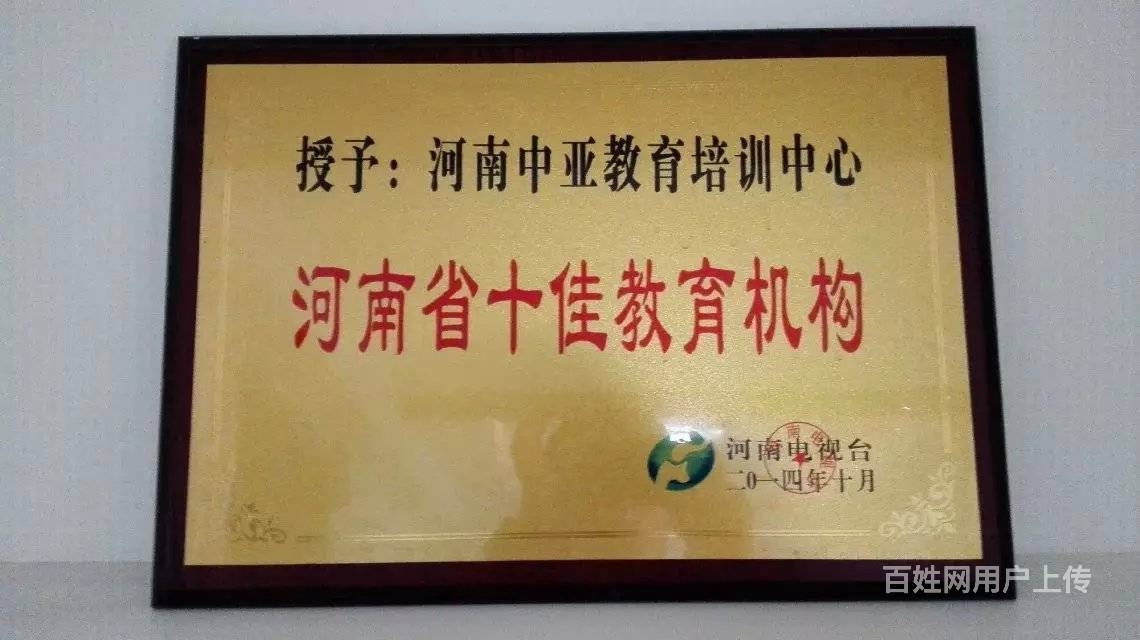 授予：河南中亚教育培训中心
河南省十佳教育机构
河南电视台
二0一四年十月
百姓网用户上传